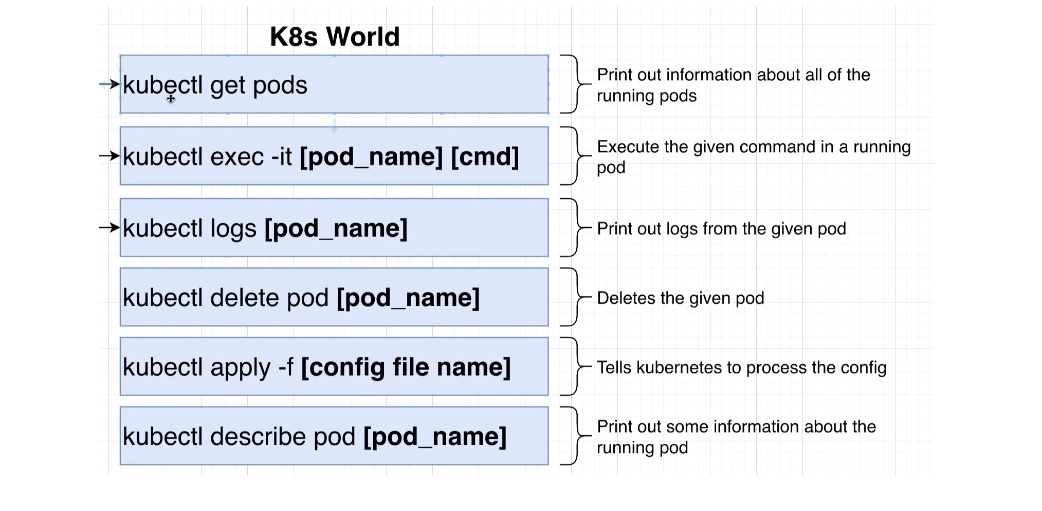 K8s World
kubectl get pods
Print out information about all of the
running pods
kubectl exec -it [pod_name] [cmd]
Execute the given command in a running
pod
kubectl logs [pod_name]
Print out logs from the given pod
kubectl delete pod [pod_name]
Deletes the given pod
kubectl apply -f [config file name]
Tells kubernetes to process the config
kubectl describe pod [pod_name]
Print out some information about the
running pod